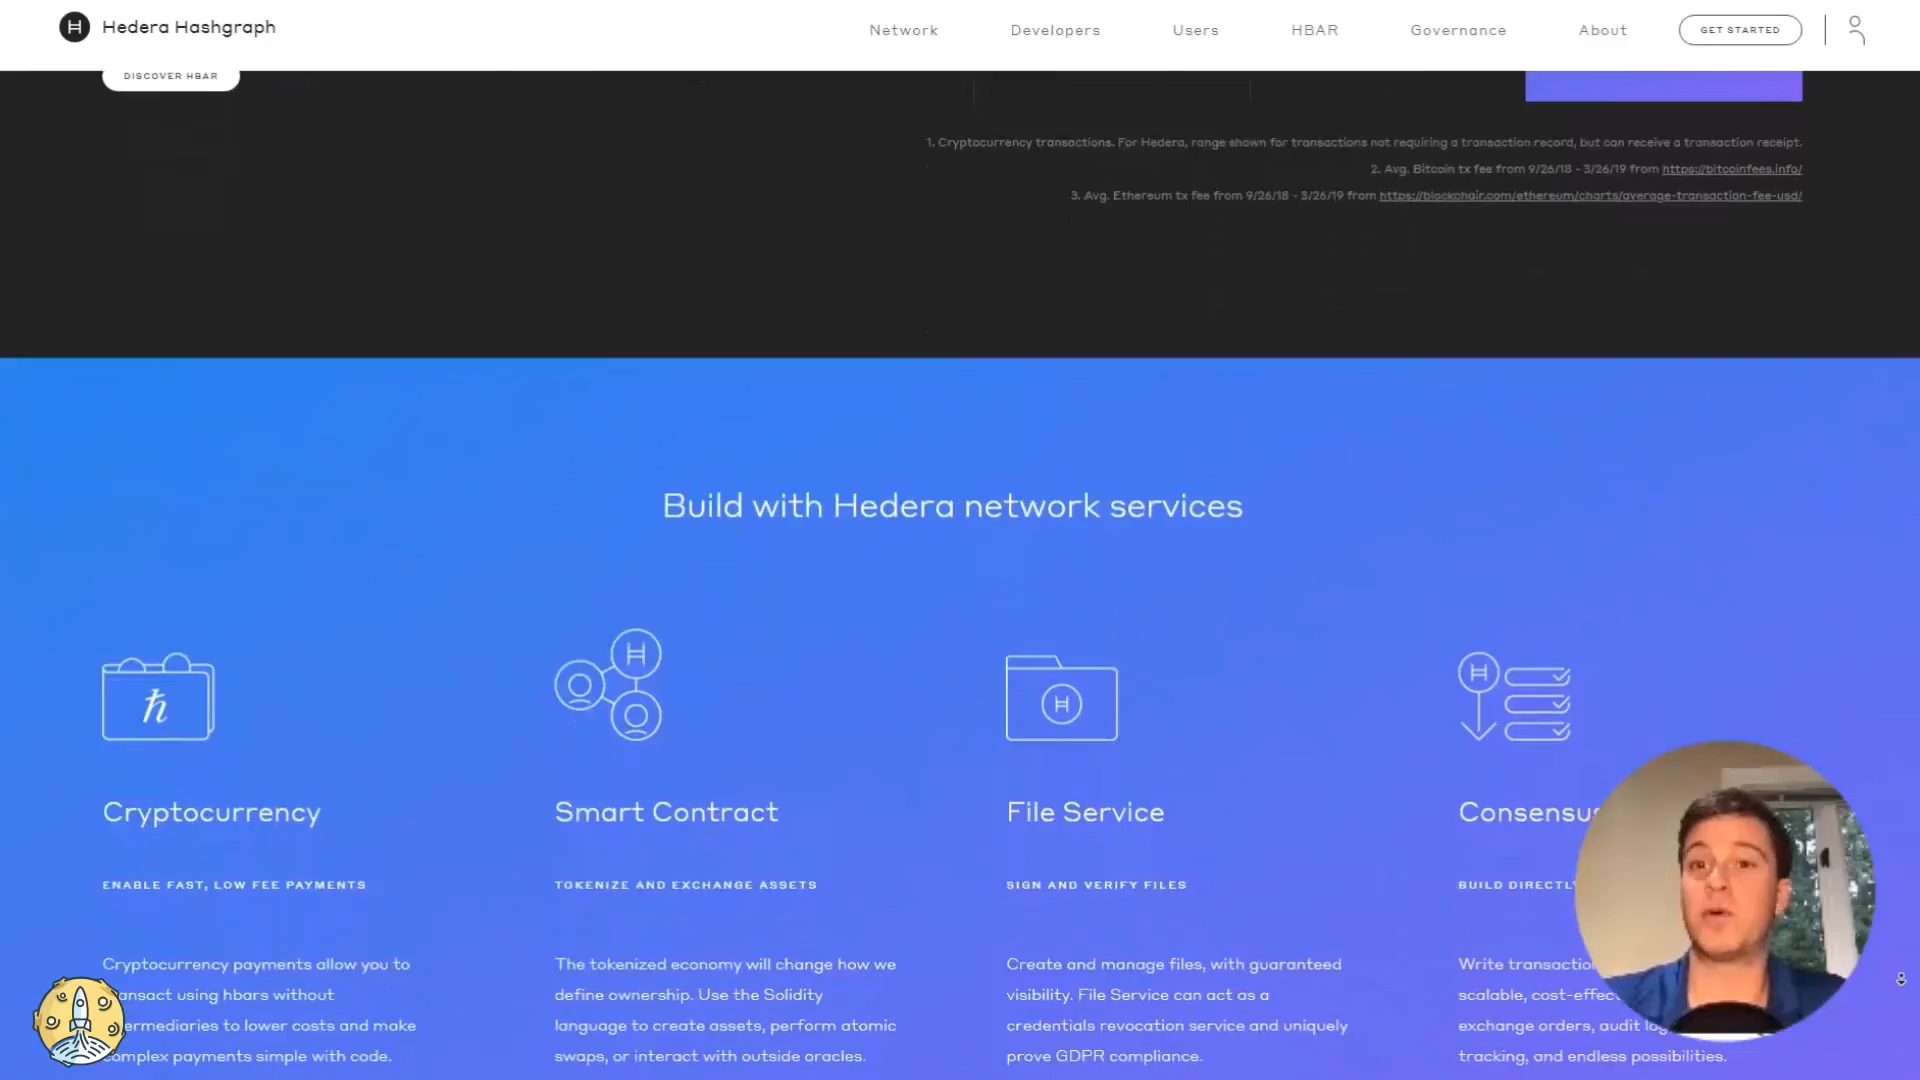 Hedera Hashgraph
Network
Developers
Users
HBAR
Governance
About
GET STARTED
DISCOVER HBAR
1. Cryptocurrency transactions. For Hedera, range shown for transactions not requiring a transaction record, but can receive a transaction receipt.
2. Avg. Bitcoin tx fee from 9/26/18 - 3/26/19 from https://bitcoinfees.info/
3. Avg. Ethereum tx fee from 9/26/18 - 3/26/19 from https://blockchair.com/ethereum/charts/average-transaction-fee-usd/
Build with Hedera network services
Cryptocurrency
ENABLE FAST, LOW FEE PAYMENTS
Cryptocurrency payments allow you to
transact using hbars without
intermediaries to lower costs and make
complex payments simple with code.
Smart Contract
TOKENIZE AND EXCHANGE ASSETS
The tokenized economy will change how we
define ownership. Use the Solidity
language to create assets, perform atomic
swaps, or interact with outside oracles.
File Service
SIGN AND VERIFY FILES
Create and manage files, with guaranteed
visibility. File Service can act as a
credentials revocation service and uniquely
prove GDPR compliance.
Consensus
BUILD DIRECTLY
Write
scalable,
exchange orders, audit
tracking, and endless possibilities.